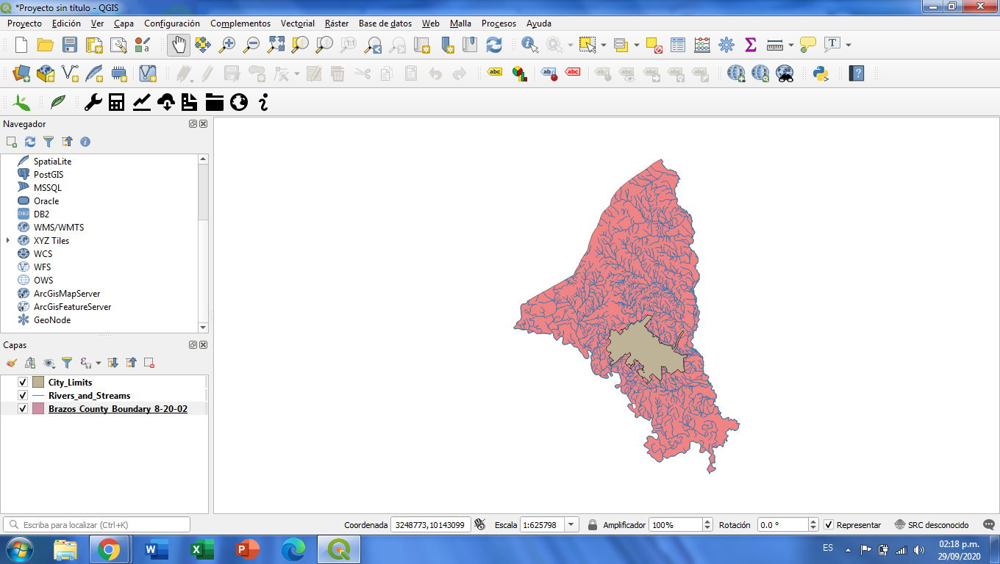 *Proyecto sin título - QGIS
Proyecto Edición Ver Capa Configuración Complementos Vectorial Ráster Base de datos Web Malla Procesos Ayuda
Navegador
SpatiaLite
PostGIS
MSSQL
Oracle
DB2
WMS/WMTS
XYZ Tiles
WCS
WFS
OWS
ArcGisMapServer
ArcGisFeatureServer
GeoNode
Capas
City_Limits
Rivers_and_Streams
Brazos_County_Boundary_8-20-02
Escriba para localizar (Ctrl+K)
Coordenada 3248773,10143099 Escala 1:625798 Amplificador 100% Rotación 0.0 ° Representar SRC desconocido
ES
02:18 p.m.
29/09/2020